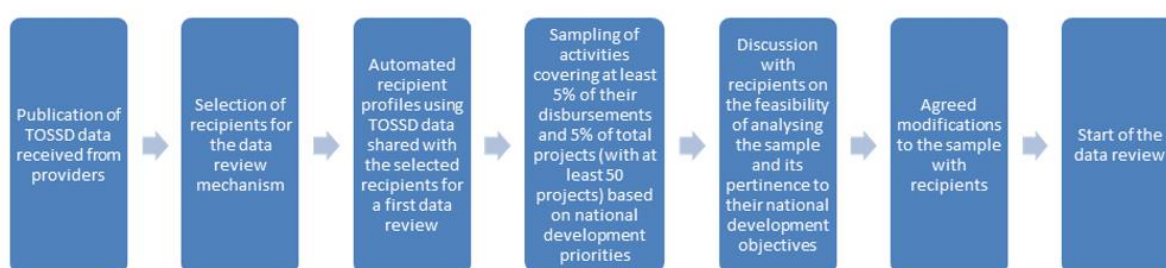 Publication of
TOSSD data
received from
providers
Selection of
recipients for
the data
review
mechanism
Automated
recipient
profiles using
TOSSD data
shared with
the selected
recipients for
a first data
review
Sampling of
activities
covering at least
5% of their
disbursements
and 5% of total
projects (with at
least 50
projects) based
on national
development
priorities
Discussion
with
recipients on
the feasibility
of analysing
the sample
and its
pertinence to
their national
development
objectives
Agreed
modifications
to the sample
with
recipients
Start of the
data review